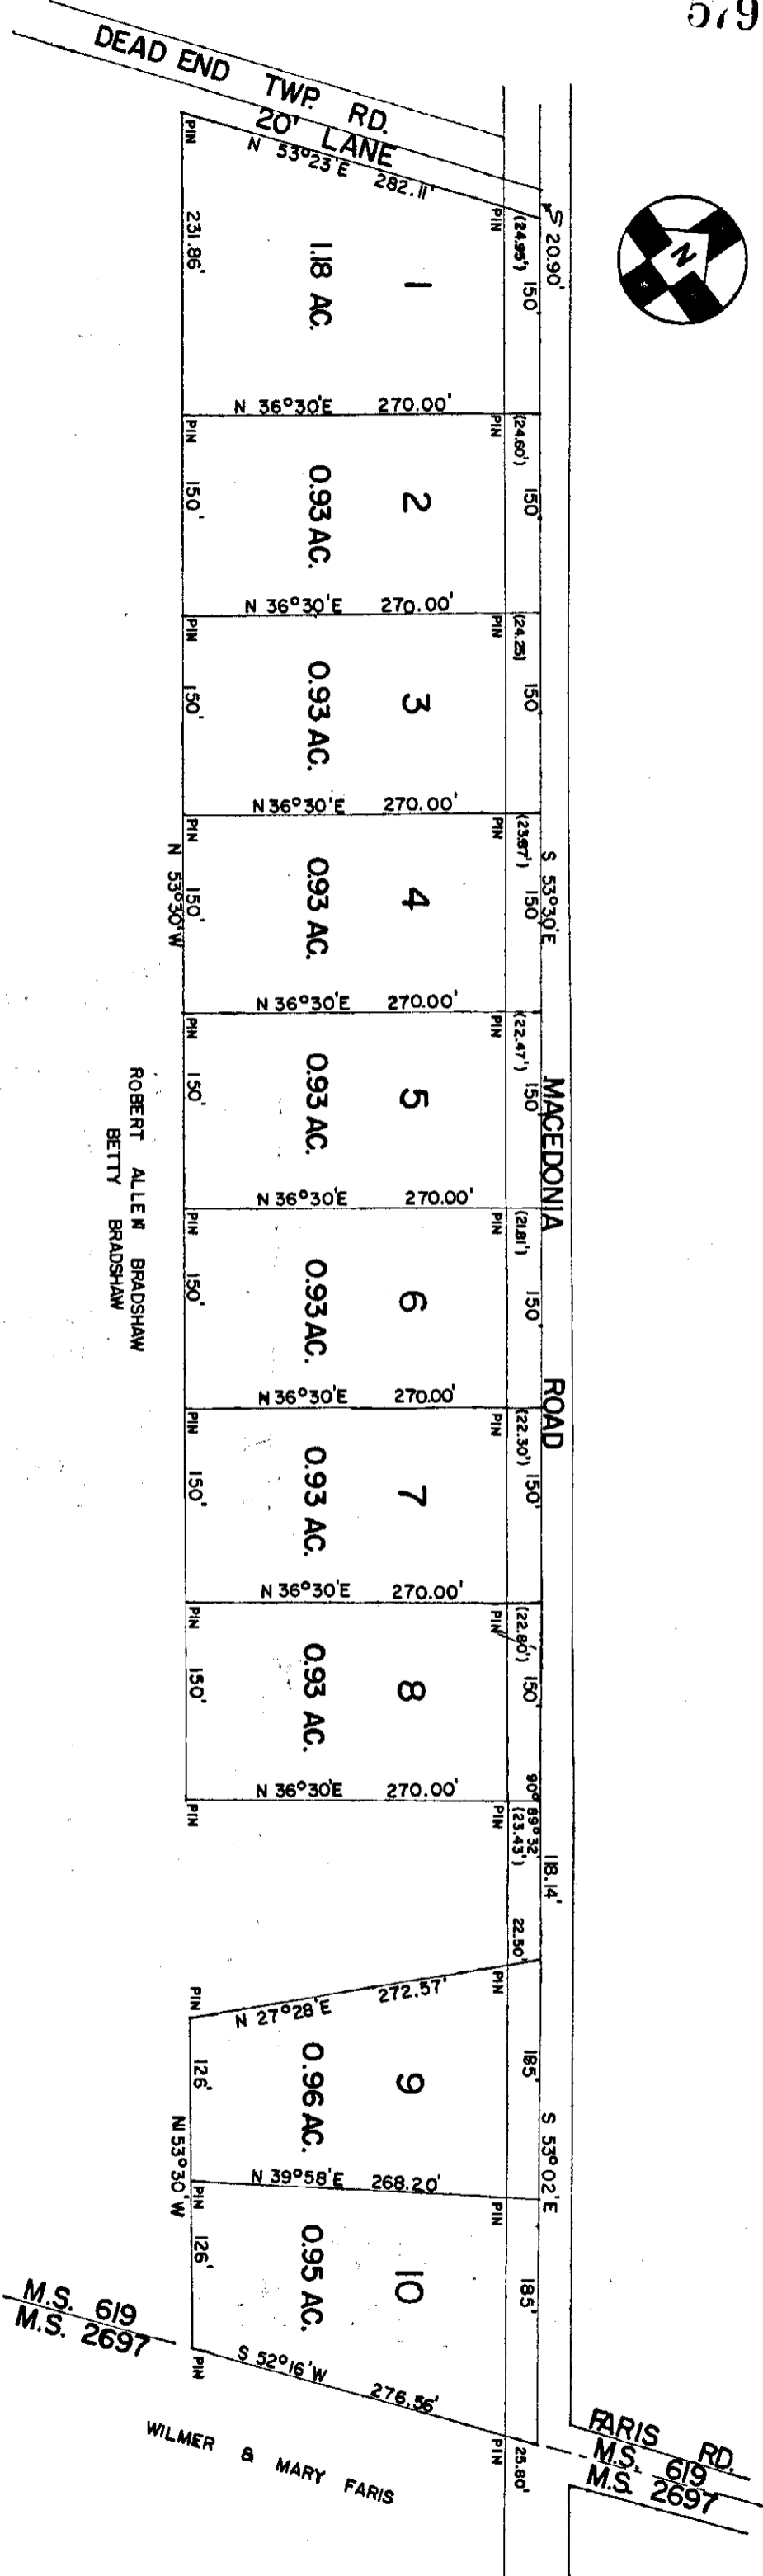 579
DEAD END TWP. RD.
20' LANE
N 53°23'E 282.11'
S 20.90'
N
PIN
231.86'
1.18 AC.
1
PIN
(24.95') 150'
N 36°30'E 270.00'
PIN
150'
0.93 AC.
2
PIN
(24.60') 150'
N 36°30'E 270.00'
PIN
150'
0.93 AC.
3
PIN
(24.25) 150'
N 36°30'E 270.00'
PIN
150'
N 53°30'W
0.93 AC.
4
PIN
(23.87') 150'
S 53°30'E
N 36°30'E 270.00'
PIN
150'
0.93 AC.
5
PIN
(22.47') 150'
MACEDONIA ROAD
ROBERT ALLEN BRADSHAW
BETTY BRADSHAW
N 36°30'E 270.00'
PIN
150'
0.93 AC.
6
PIN
(21.81') 150'
N 36°30'E 270.00'
PIN
150'
0.93 AC.
7
PIN
(22.30') 150'
N 36°30'E 270.00'
PIN
150'
0.93 AC.
8
PIN
(22.80') 150'
N 36°30'E 270.00'
PIN
PIN
90° 89°32'
(23.43')
118.14'
22.50'
PIN
N 27°28'E 272.57'
PIN
126'
0.96 AC.
9
185'
S 53°02'E
N 53°30'W
N 39°58'E 268.20'
PIN
PIN
126'
0.95 AC.
10
185'
M.S. 619
M.S. 2697
PIN
S 52°16'W 276.56'
PIN
25.80'
WILMER & MARY FARIS
FARIS RD.
M.S. 619
M.S. 2697